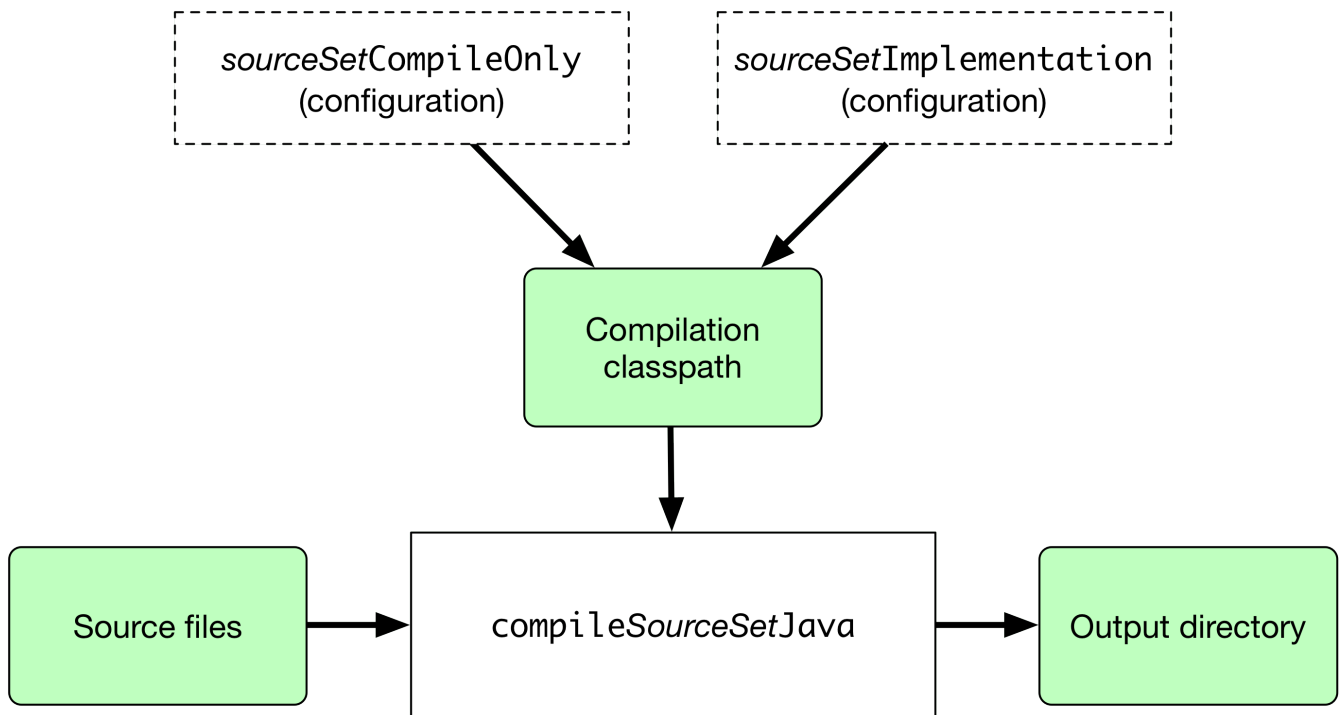 sourceSetCompileOnly
(configuration)
sourceSetImplementation
(configuration)
Compilation
classpath
Source files
compileSourceSetJava
Output directory